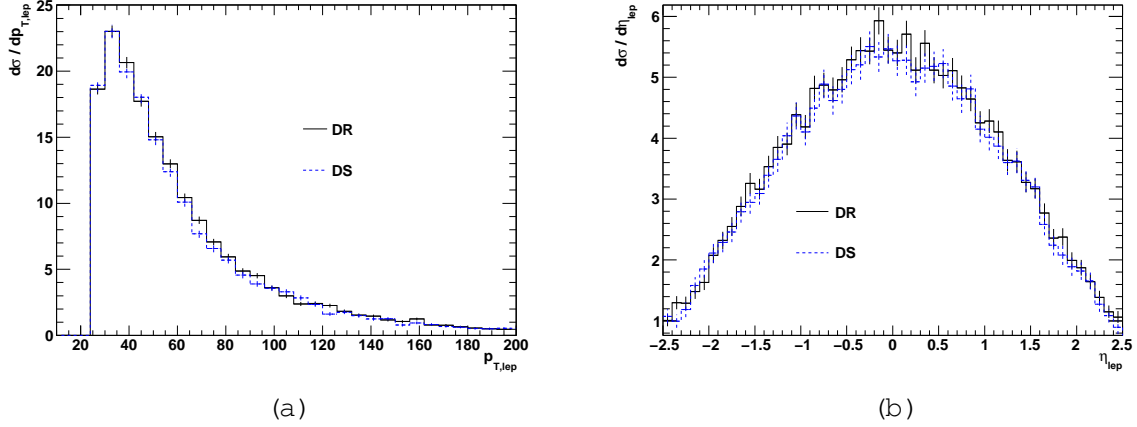 dσ / dp_T,lep
25
20
15
10
5
0
DR
DS
20 40 60 80 100 120 140 160 180 200
p_T,lep
(a)
dσ / dη_lep
6
5
4
3
2
1
DR
DS
−2.5 −2 −1.5 −1 −0.5 0 0.5 1 1.5 2 2.5
η_lep
(b)